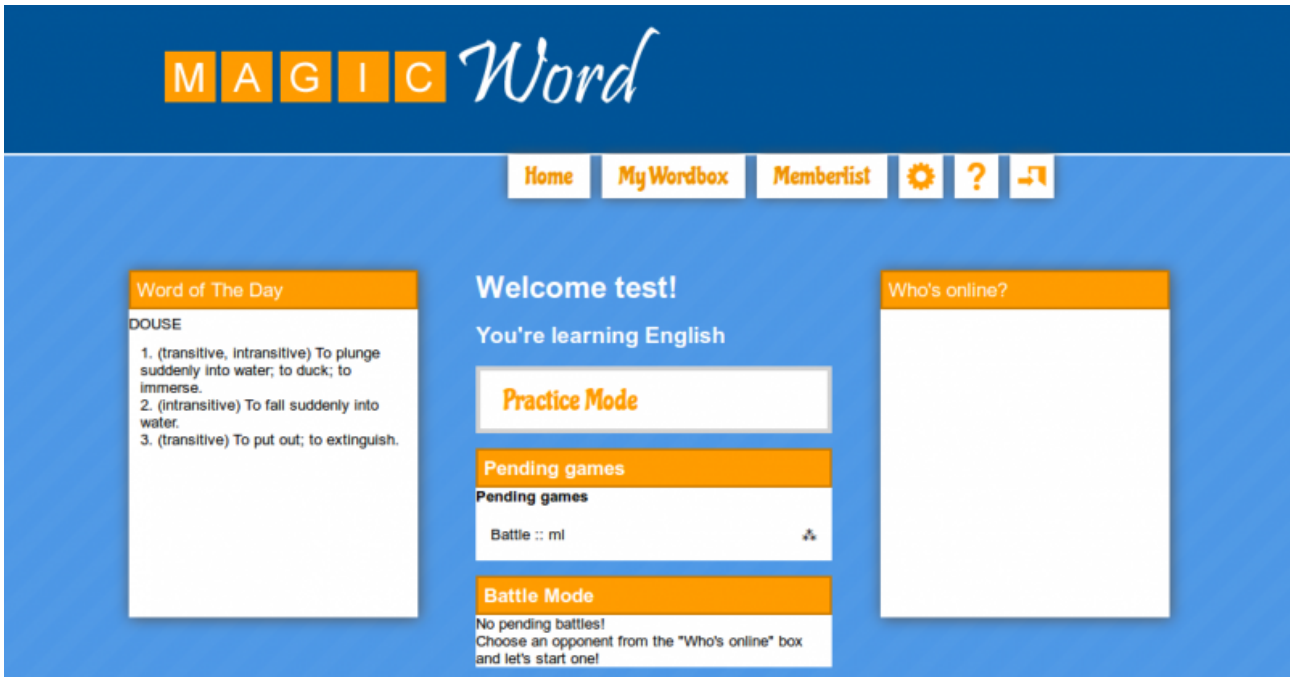 MAGIC Word
Home My Wordbox Memberlist ?
Word of The Day
DOUSE
1. (transitive, intransitive) To plunge
suddenly into water; to duck; to
immerse.
2. (intransitive) To fall suddenly into
water.
3. (transitive) To put out; to extinguish.
Welcome test!
You're learning English
Practice Mode
Pending games
Pending games
Battle :: ml
Battle Mode
No pending battles!
Choose an opponent from the "Who's online" box
and let's start one!
Who's online?